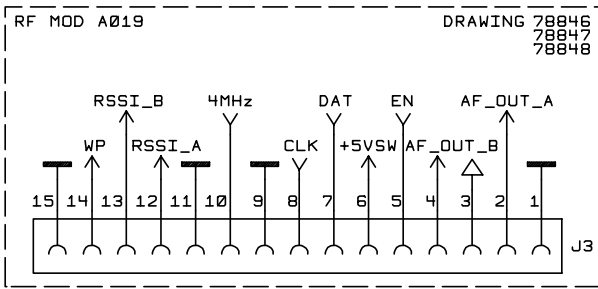 RF MOD A019
DRAWING 78846
78847
78848
RSSI_B 4MHz DAT EN AF_OUT_A
WP RSSI_A CLK +5VSW AF_OUT_B
15 14 13 12 11 10 9 8 7 6 5 4 3 2 1
J3